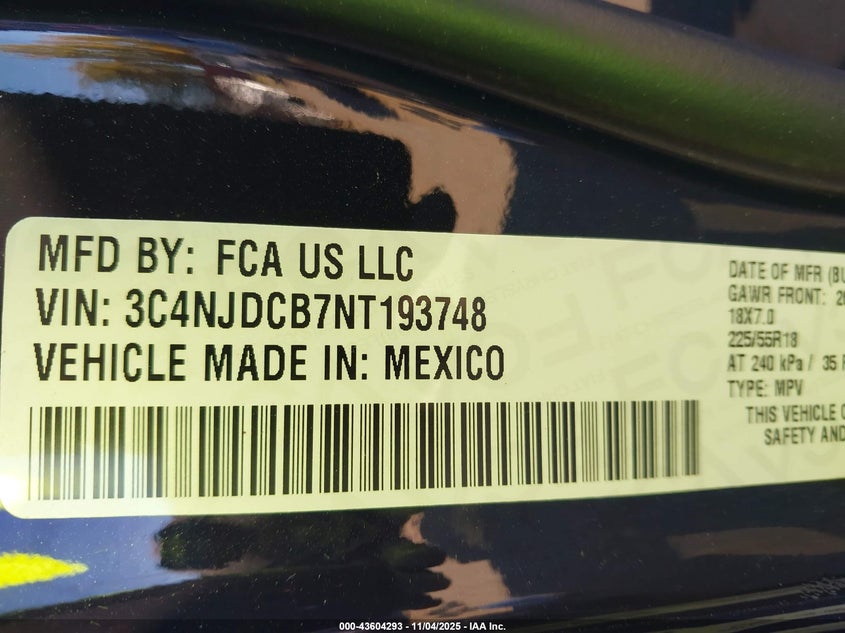 MFD BY: FCA US LLC
VIN: 3C4NJDCB7NT193748
VEHICLE MADE IN: MEXICO
DATE OF MFR
GAWR FRONT:
18X7.0
225/55R18
AT 240 kPa / 35
TYPE: MPV
THIS VEHICLE
SAFETY AND
000-43604293 - 11/04/2025 - IAA Inc.